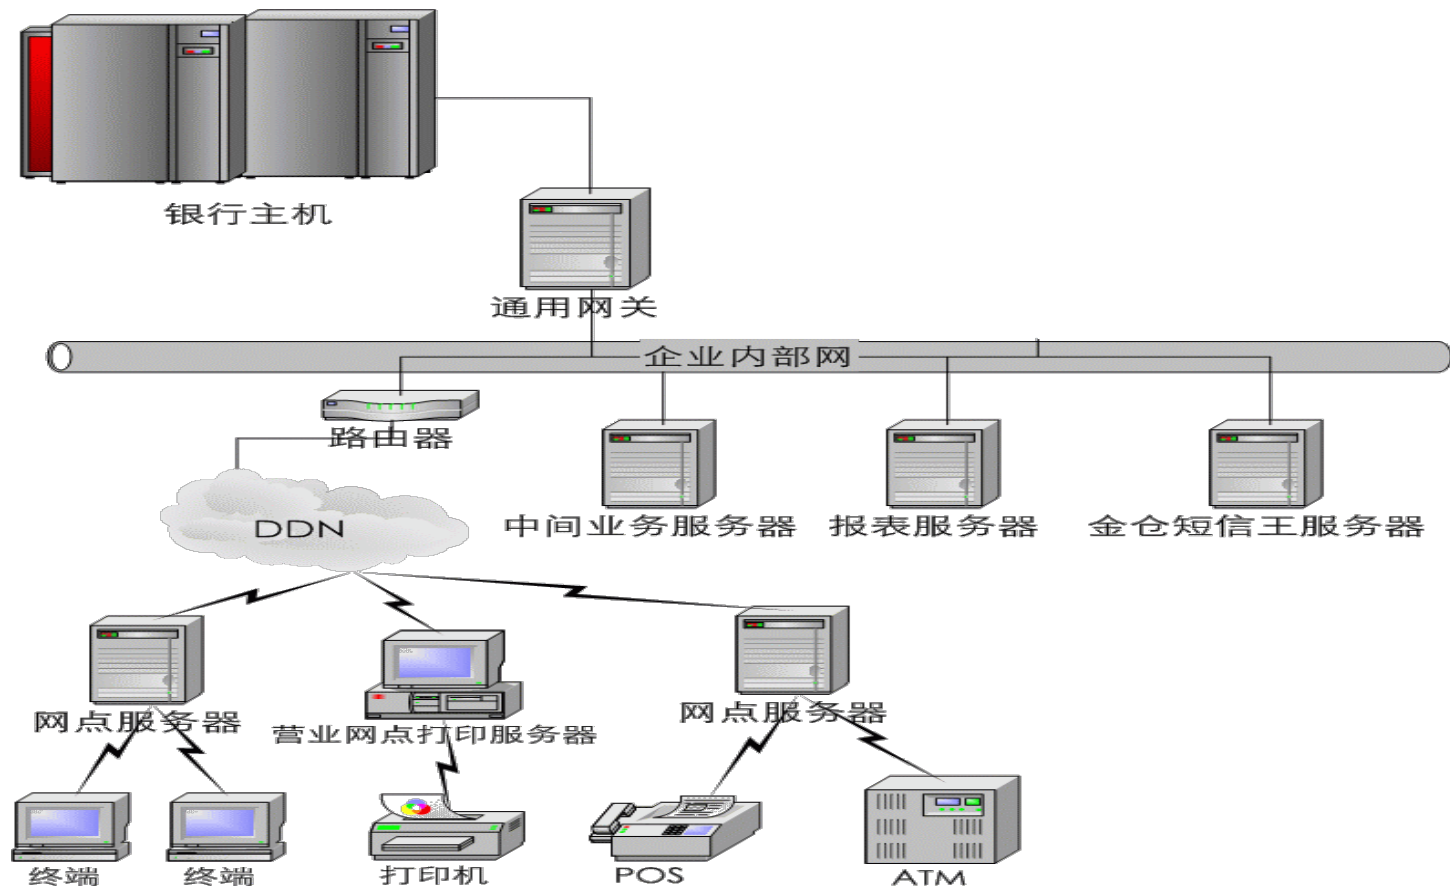 银行主机
通用网关
企业内部网
路由器
DDN
中间业务服务器
报表服务器
金仓短信王服务器
网点服务器
营业网点打印服务器
网点服务器
终端
终端
打印机
POS
ATM